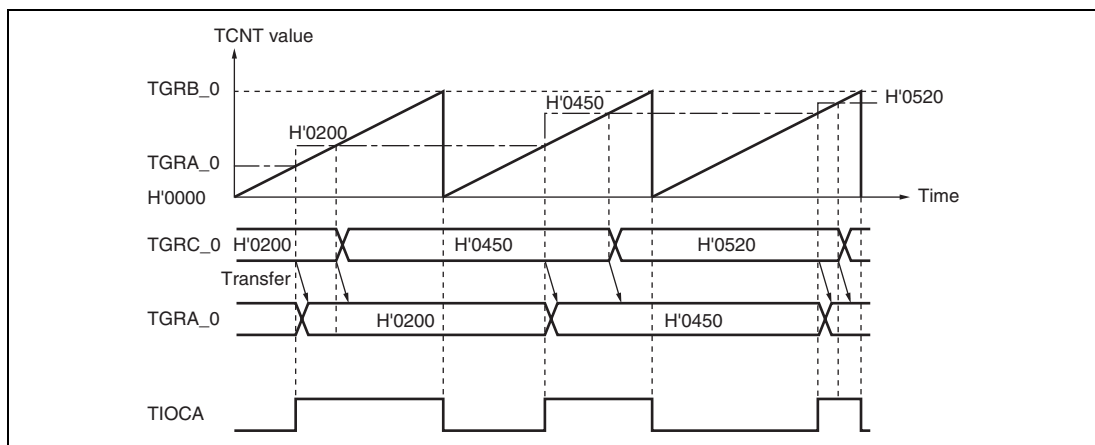 TCNT value
TGRB_0
H'0450
H'0520
H'0200
TGRA_0
H'0000
Time
TGRC_0
H'0200
H'0450
H'0520
Transfer
TGRA_0
H'0200
H'0450
TIOCA